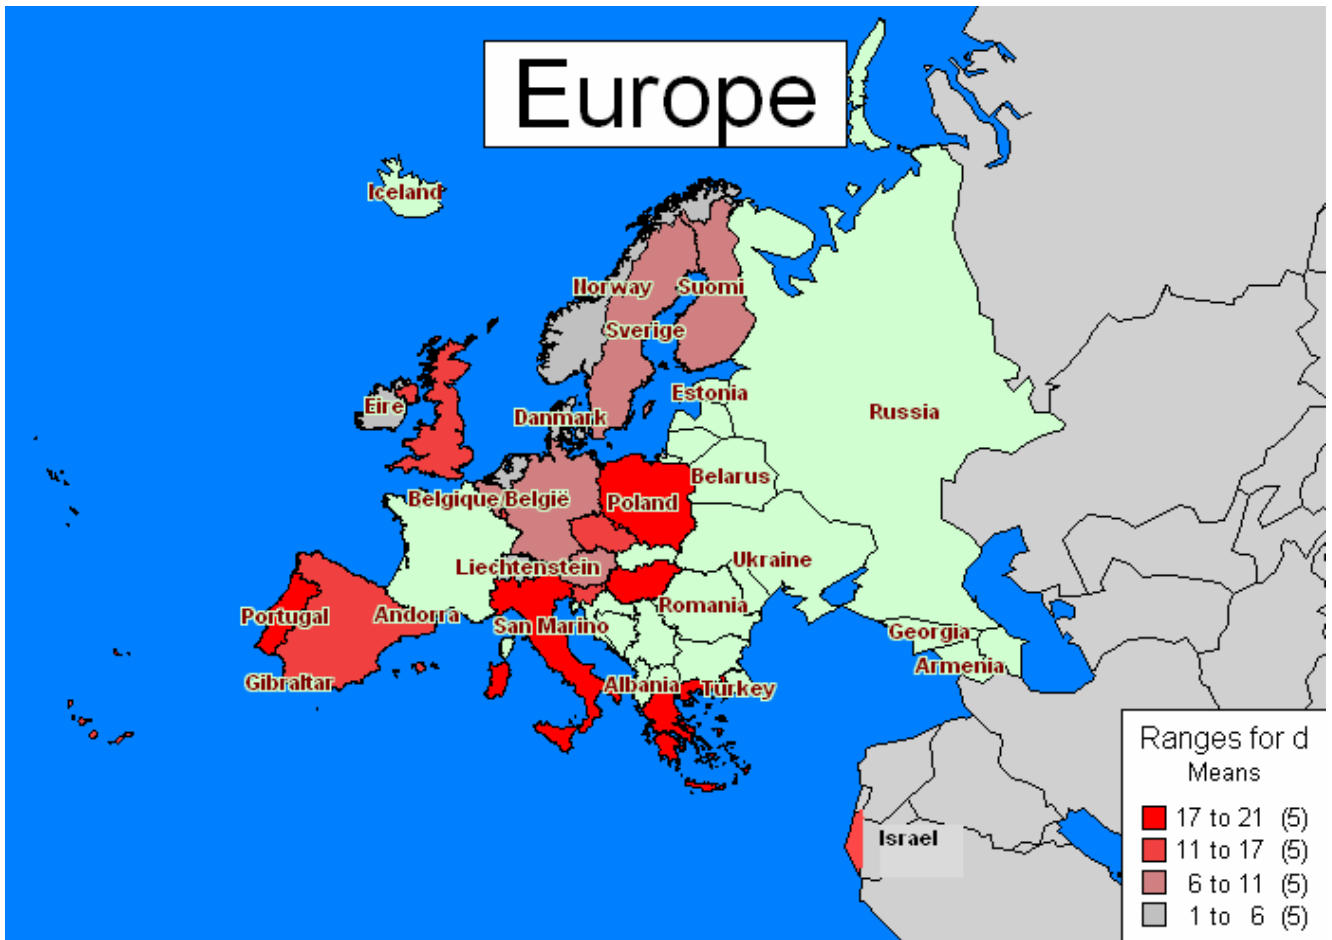 Europe
Iceland
Norway
Suomi
Sverige
Estonia
Eire
Danmark
Russia
Belgique/België
Poland
Belarus
Liechtenstein
Ukraine
Portugal
Andorra
San Marino
Romania
Georgia
Armenia
Gibraltar
Albania
Turkey
Ranges for d
Means
17 to 21 (5)
11 to 17 (5)
6 to 11 (5)
1 to 6 (5)
Israel